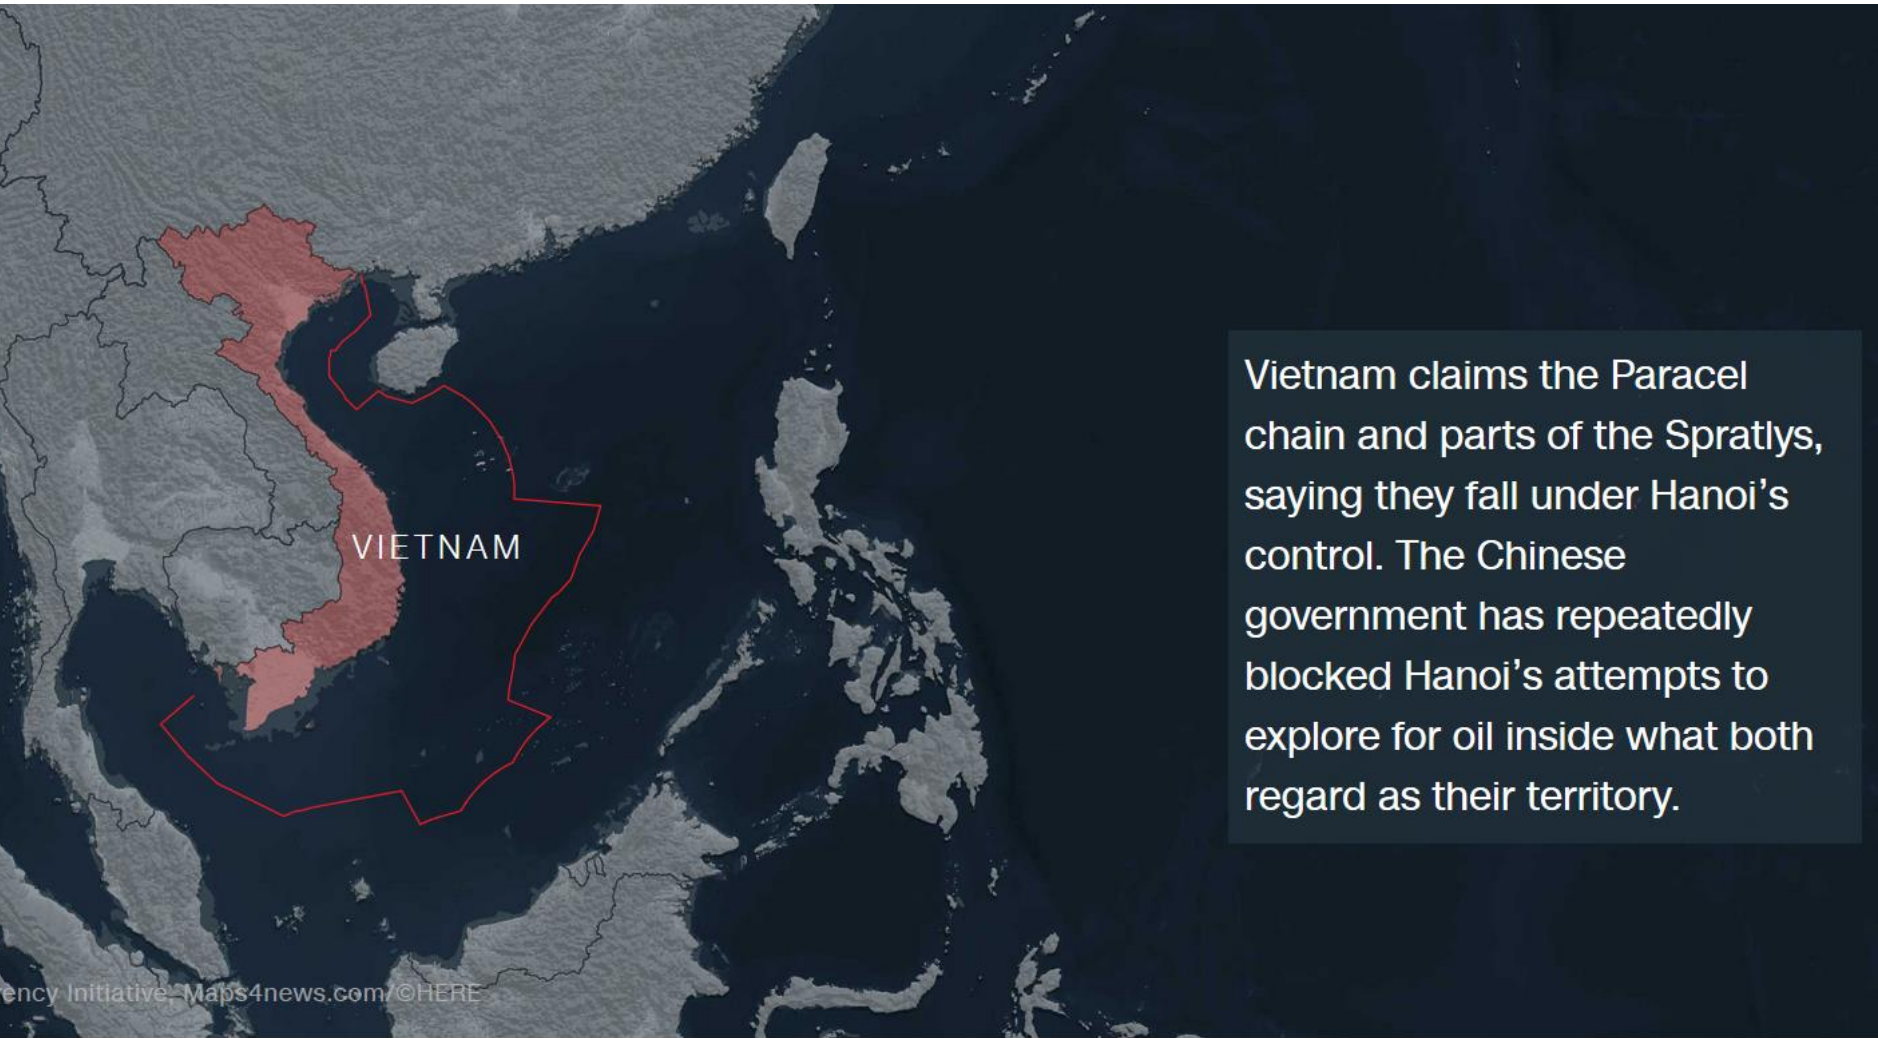 VIETNAM
Vietnam claims the Paracel
chain and parts of the Spratlys,
saying they fall under Hanoi’s
control. The Chinese
government has repeatedly
blocked Hanoi’s attempts to
explore for oil inside what both
regard as their territory.
ency Initiative, Maps4news.com/©HERE